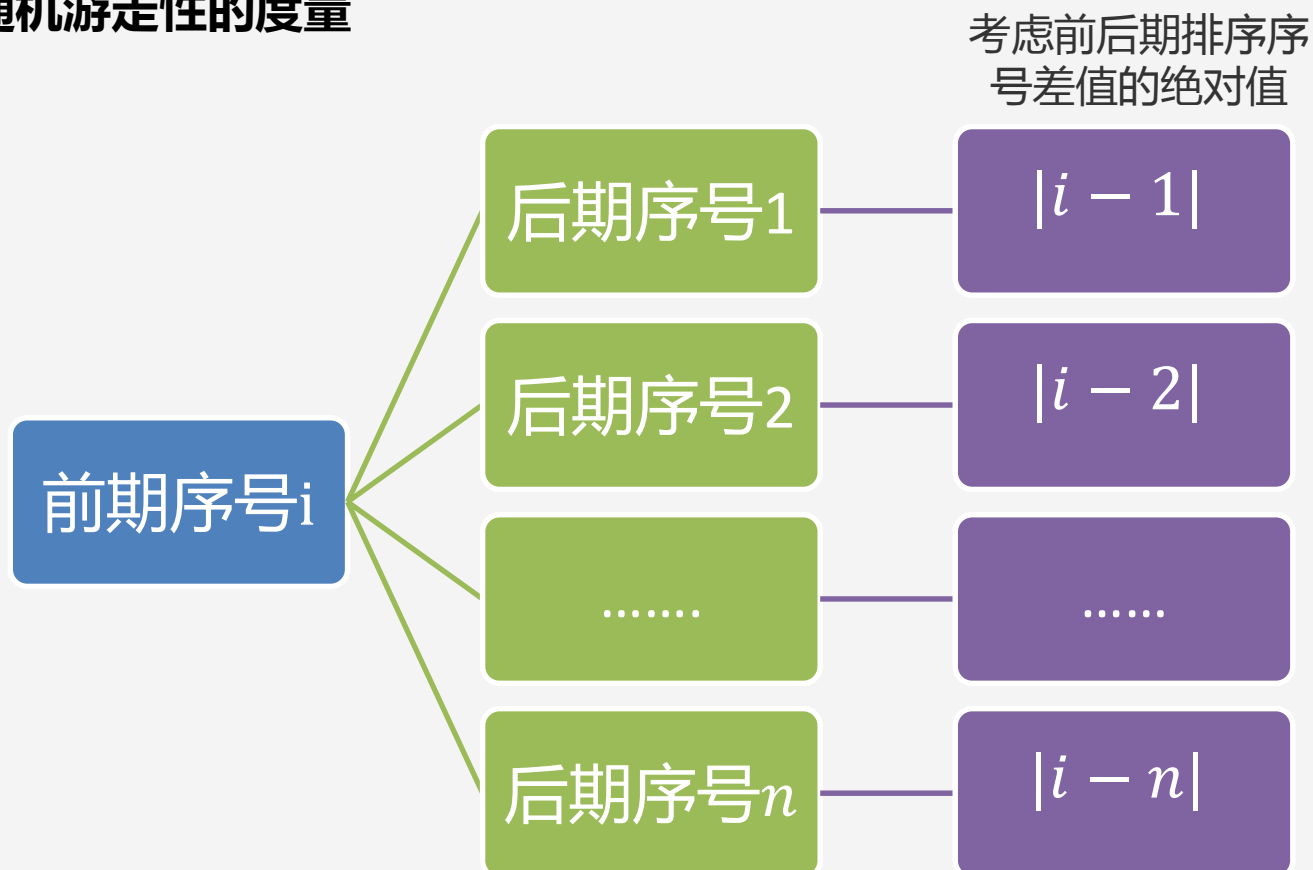 随机游走性的度量
考虑前后期排序序
号差值的绝对值
后期序号1
|i − 1|
后期序号2
|i − 2|
前期序号i
.......
......
后期序号n
|i − n|